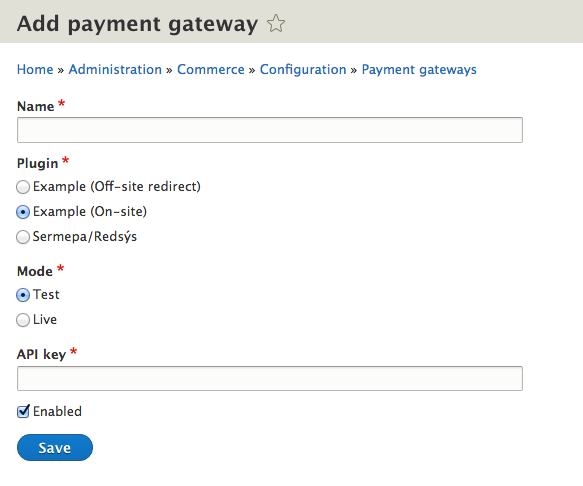 Add payment gateway
Home » Administration » Commerce » Configuration » Payment gateways
Name *
Plugin *
Example (Off-site redirect)
Example (On-site)
Sermepa/Redsýs
Mode *
Test
Live
API key *
Enabled
Save